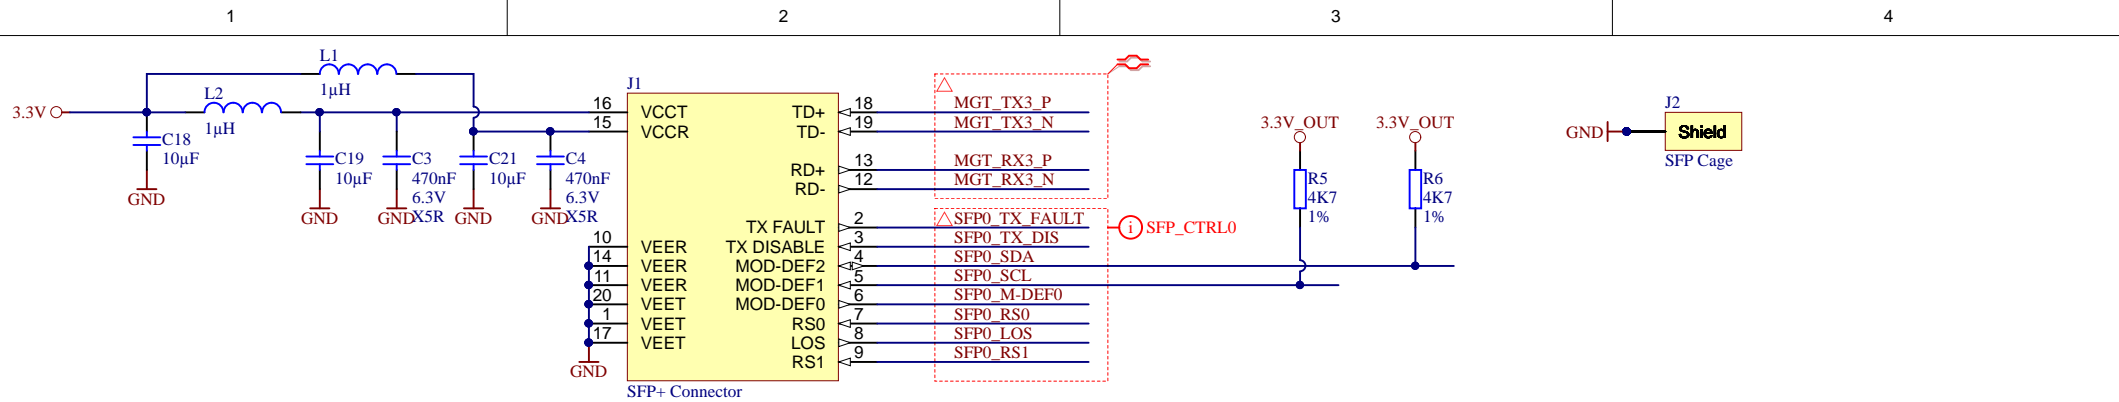 1
2
3
4
L1
1µH
L2
1µH
3.3V
C18
10µF
GND
C19
10µF
GND
C3
470nF
6.3V
X5R
GND
C21
10µF
GND
C4
470nF
6.3V
X5R
GND
J1
16 VCCT
15 VCCR
10 VEER
14 VEER
11 VEER
20 VEET
1 VEET
17 VEET
GND
TD+ 18 MGT_TX3_P
TD- 19 MGT_TX3_N
RD+ 13 MGT_RX3_P
RD- 12 MGT_RX3_N
TX FAULT 2 SFP0_TX_FAULT
TX DISABLE 3 SFP0_TX_DIS
MOD-DEF2 4 SFP0_SDA
MOD-DEF1 5 SFP0_SCL
MOD-DEF0 6 SFP0_M-DEF0
RS0 7 SFP0_RS0
LOS 8 SFP0_LOS
RS1 9 SFP0_RS1
SFP+ Connector
i SFP_CTRL0
3.3V_OUT
R5
4K7
1%
3.3V_OUT
R6
4K7
1%
J2
GND
Shield
SFP Cage